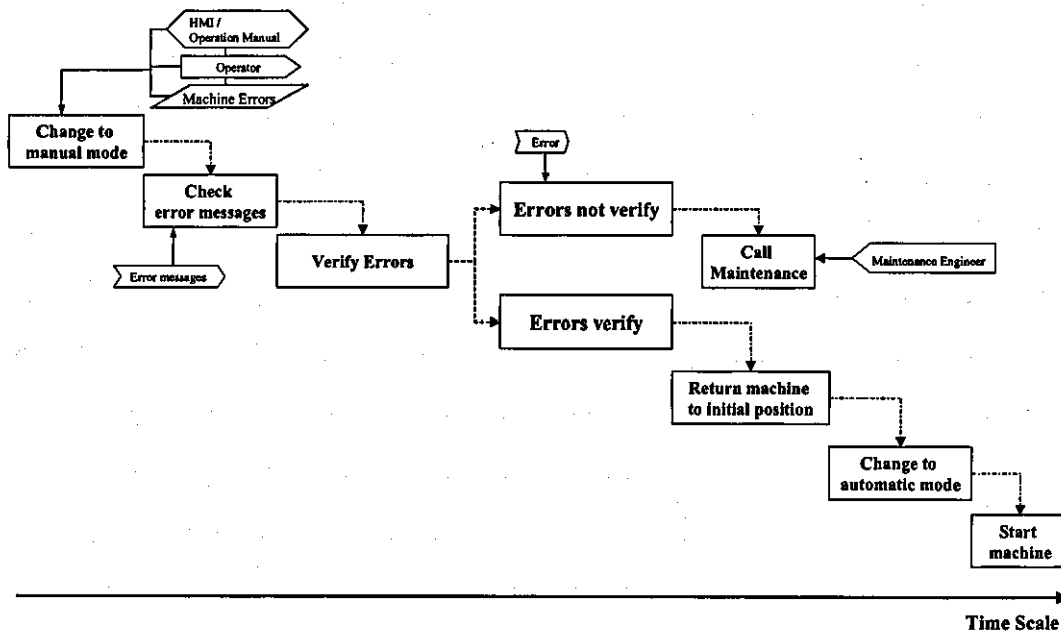 HMI /
Operation Manual
Operator
Machine Errors
Change to
manual mode
Error
Check
error messages
Errors not verify
Verify Errors
Call
Maintenance
Maintenance Engineer
Error messages
Errors verify
Return machine
to initial position
Change to
automatic mode
Start
machine
Time Scale